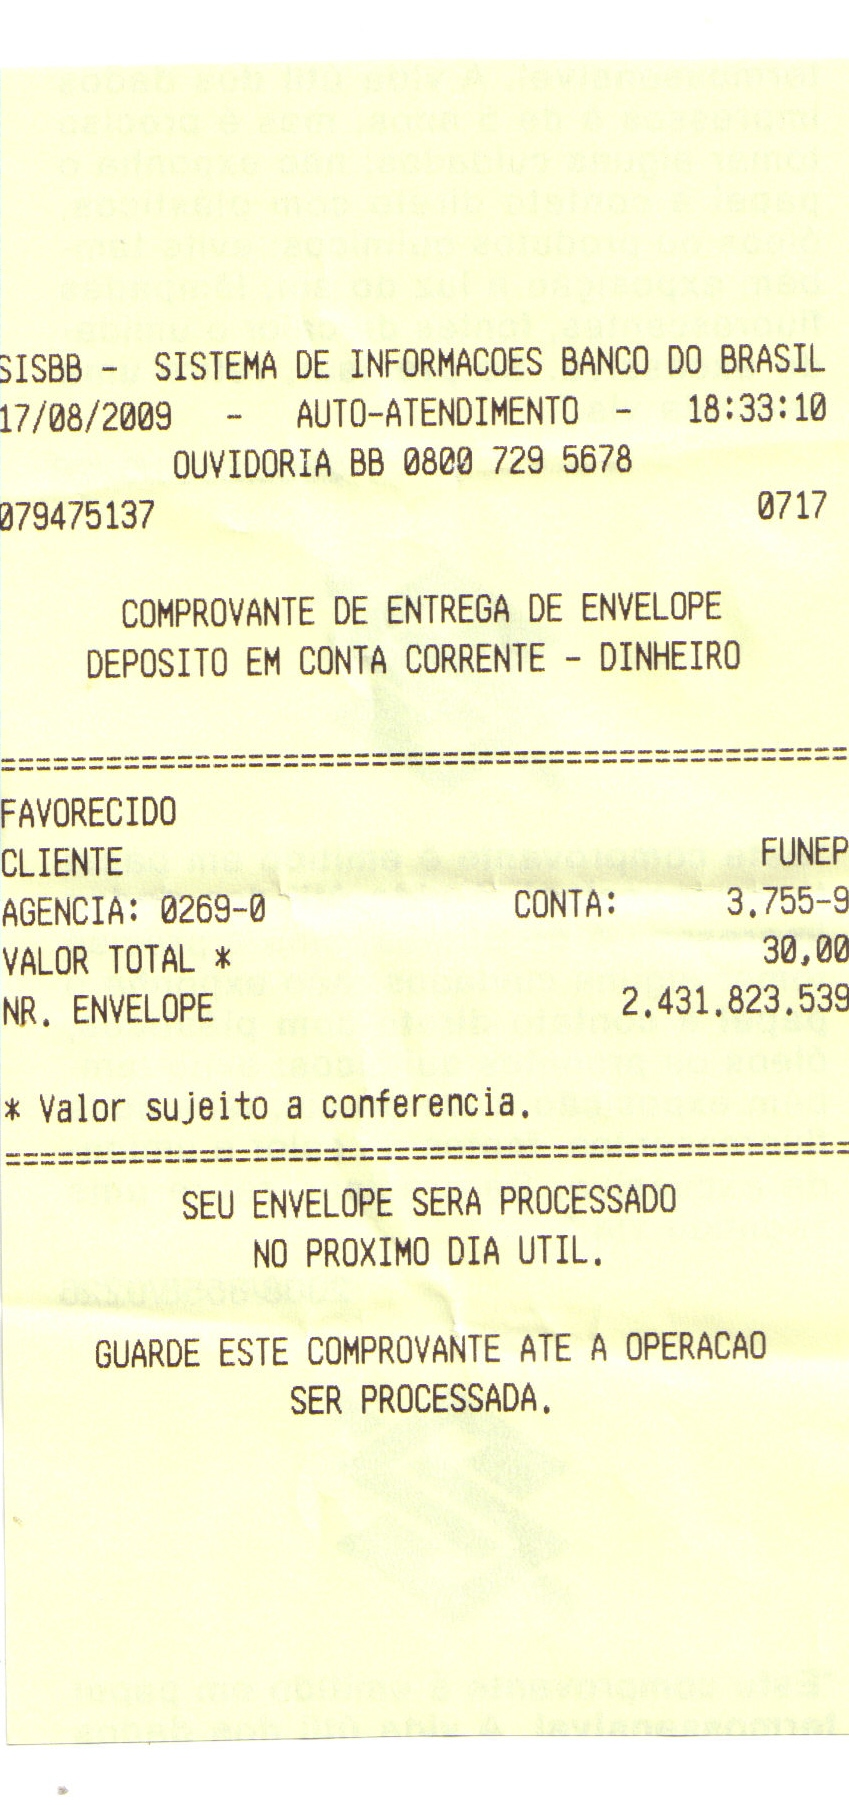 SISBB - SISTEMA DE INFORMACOES BANCO DO BRASIL
17/08/2009 - AUTO-ATENDIMENTO - 18:33:10
OUVIDORIA BB 0800 729 5678
079475137 0717
COMPROVANTE DE ENTREGA DE ENVELOPE
DEPOSITO EM CONTA CORRENTE - DINHEIRO
================================================
FAVORECIDO
CLIENTE FUNEP
AGENCIA: 0269-0 CONTA: 3.755-9
VALOR TOTAL * 30,00
NR. ENVELOPE 2.431.823.539
* Valor sujeito a conferencia.
================================================
SEU ENVELOPE SERA PROCESSADO
NO PROXIMO DIA UTIL.
GUARDE ESTE COMPROVANTE ATE A OPERACAO
SER PROCESSADA.